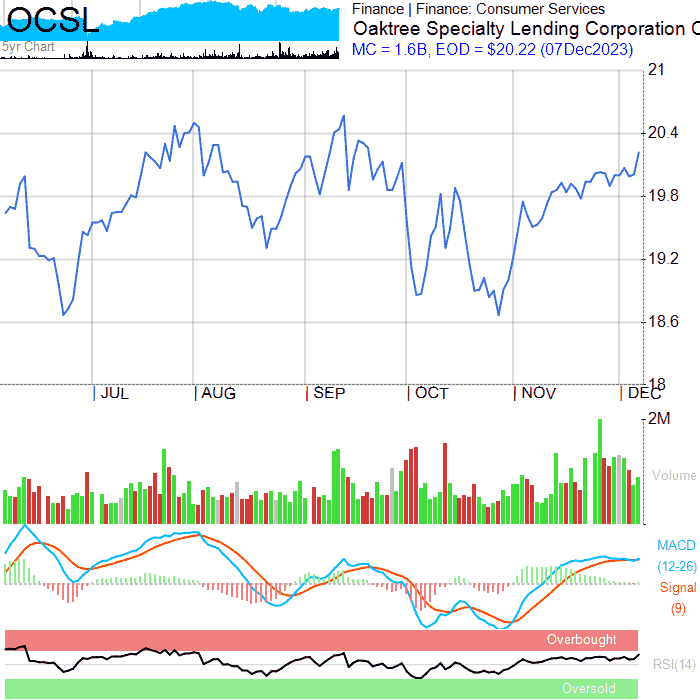 OCSL
5yr Chart
Finance | Finance: Consumer Services
Oaktree Specialty Lending Corporation C
MC = 1.6B, EOD = $20.22 (07Dec2023)
21
20.4
19.8
19.2
18.6
18
JUL AUG SEP OCT NOV DEC
2M
Volume
MACD
(12-26)
Signal
(9)
Overbought
RSI(14)
Oversold